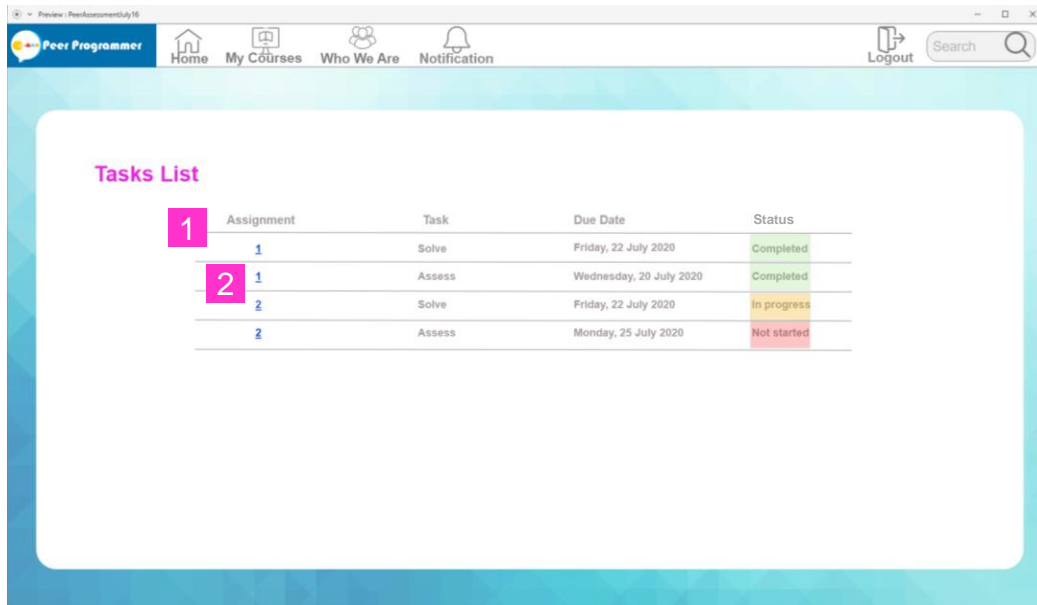 Preview : PeerAssessmentJuly16
Peer Programmer
Home My Courses Who We Are Notification Logout Search
Tasks List
1
Assignment Task Due Date Status
1 Solve Friday, 22 July 2020 Completed
2
1 Assess Wednesday, 20 July 2020 Completed
2 Solve Friday, 22 July 2020 In progress
2 Assess Monday, 25 July 2020 Not started